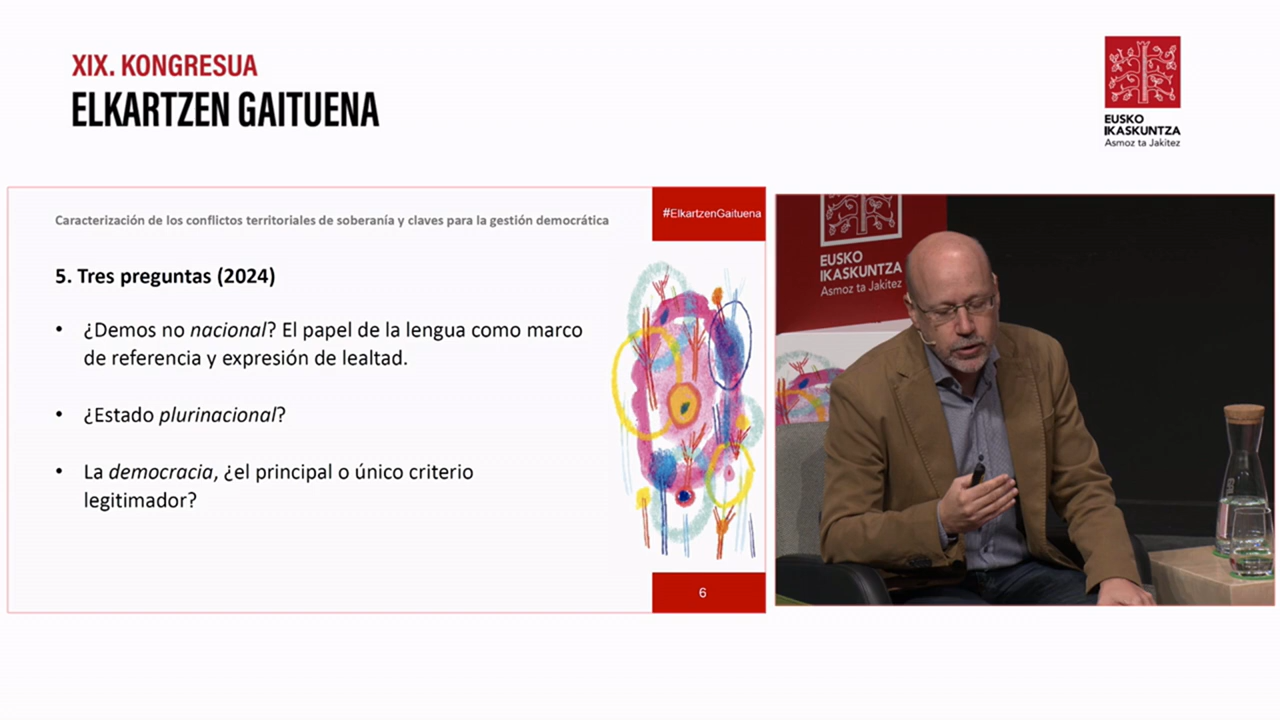 XIX. KONGRESUA
ELKARTZEN GAITUENA
EUSKO
IKASKUNTZA
Asmoz ta Jakitez
Caracterización de los conflictos territoriales de soberanía y claves para la gestión democrática
#ElkartzenGaituena
5. Tres preguntas (2024)
• ¿Demos no nacional? El papel de la lengua como marco
de referencia y expresión de lealtad.
• ¿Estado plurinacional?
• La democracia, ¿el principal o único criterio
legitimador?
6
EUSKO
IKASKUNTZA
Asmoz ta Jakitez